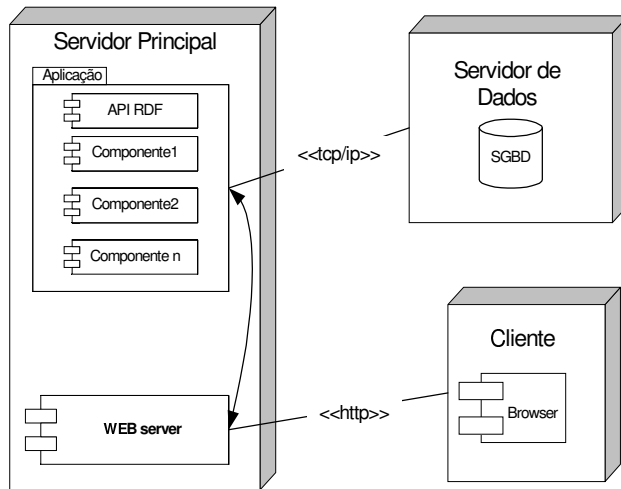 Servidor Principal
Aplicação
API RDF
Componente1
Componente2
Componente n
WEB server
<<tcp/ip>>
<<http>>
Servidor de
Dados
SGBD
Cliente
Browser